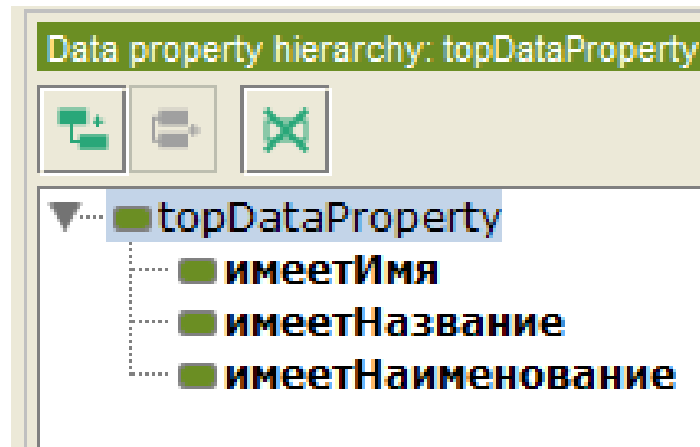 Data property hierarchy: topDataProperty
topDataProperty
имеетИмя
имеетНазвание
имеетНаименование